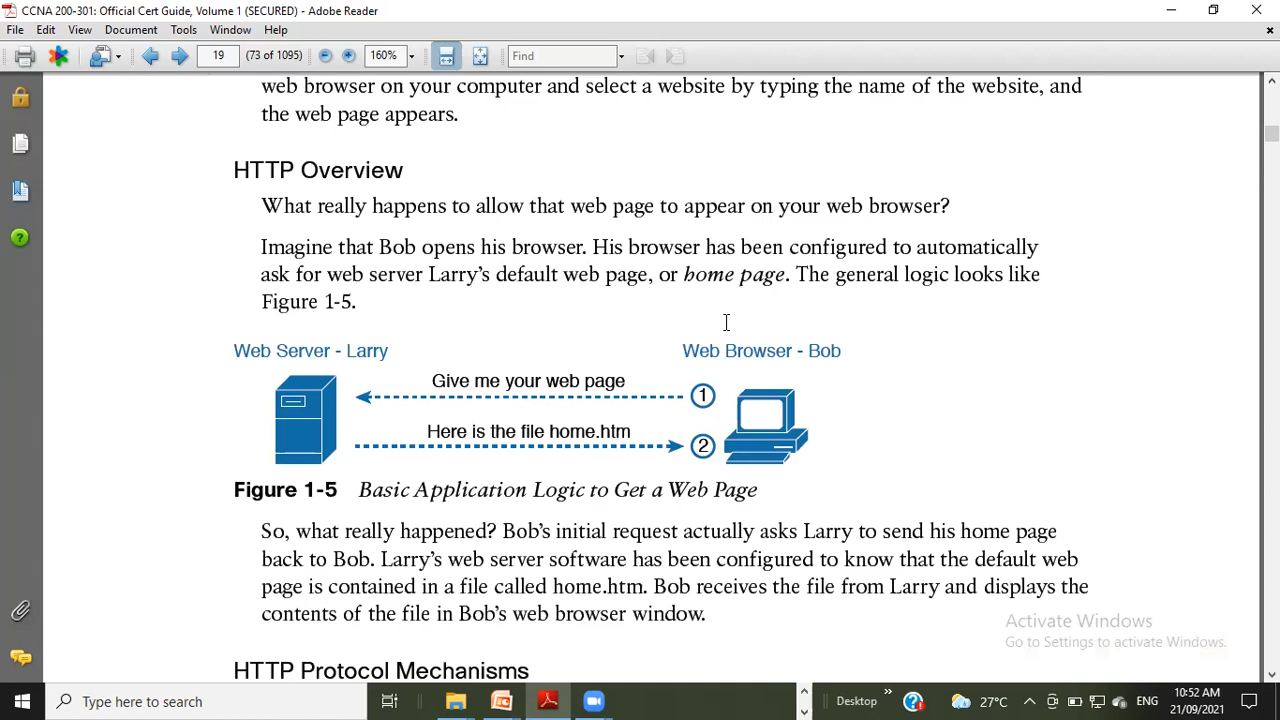 CCNA 200-301: Official Cert Guide, Volume 1 (SECURED) - Adobe Reader
File Edit View Document Tools Window Help
19 (73 of 1095) 160% Find
web browser on your computer and select a website by typing the name of the website, and
the web page appears.
HTTP Overview
What really happens to allow that web page to appear on your web browser?
Imagine that Bob opens his browser. His browser has been configured to automatically
ask for web server Larry's default web page, or home page. The general logic looks like
Figure 1-5.
Web Server - Larry Web Browser - Bob
Give me your web page 1
Here is the file home.htm 2
Figure 1-5 Basic Application Logic to Get a Web Page
So, what really happened? Bob's initial request actually asks Larry to send his home page
back to Bob. Larry's web server software has been configured to know that the default web
page is contained in a file called home.htm. Bob receives the file from Larry and displays the
contents of the file in Bob's web browser window.
Activate Windows
Go to Settings to activate Windows.
HTTP Protocol Mechanisms
Type here to search Desktop 27°C ENG 10:52 AM
21/09/2021